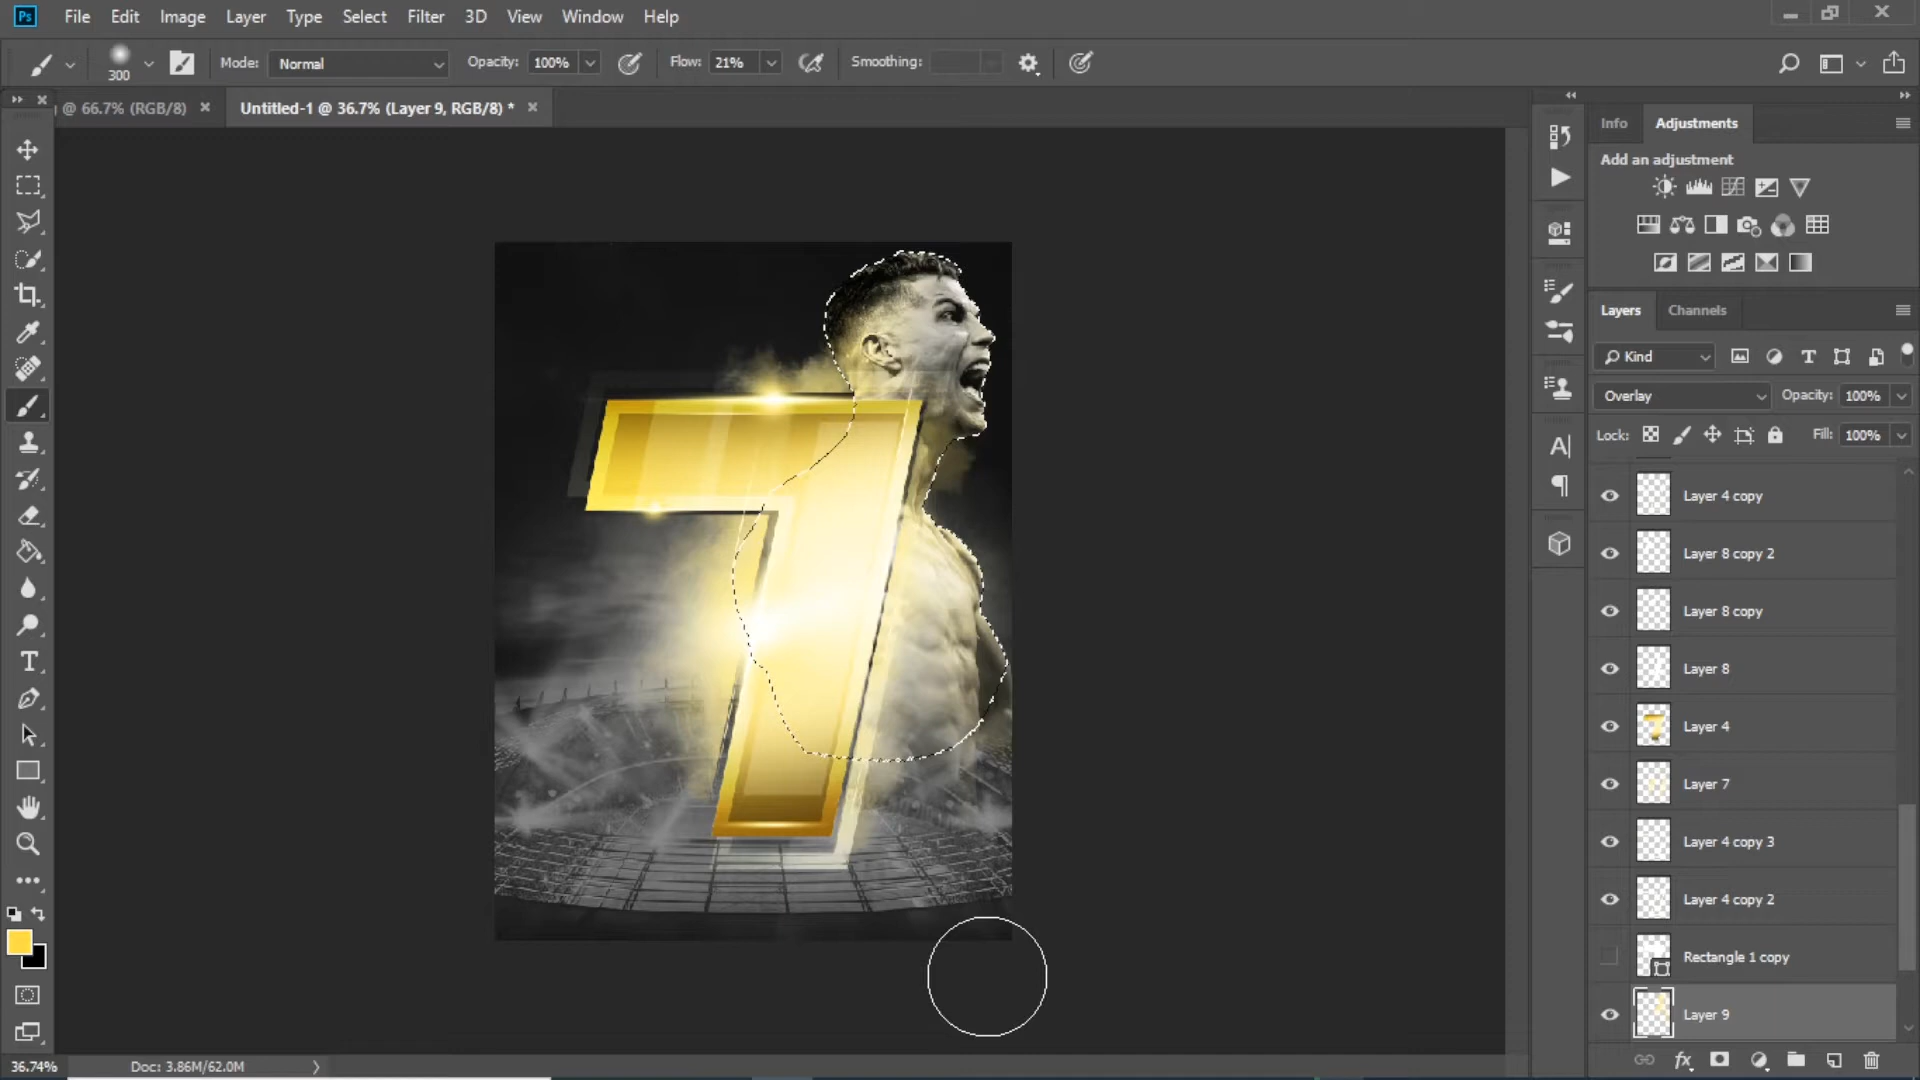 Ps File Edit Image Layer Type Select Filter 3D View Window Help
300 Mode: Normal Opacity: 100% Flow: 21% Smoothing:
@ 66.7% (RGB/8) × Untitled-1 @ 36.7% (Layer 9, RGB/8) * ×
Info Adjustments
Add an adjustment
Layers Channels
Kind
Overlay Opacity: 100%
Lock: Fill: 100%
Layer 4 copy
Layer 8 copy 2
Layer 8 copy
Layer 8
Layer 4
Layer 7
Layer 4 copy 3
Layer 4 copy 2
Rectangle 1 copy
Layer 9
7
36.74% Doc: 3.86M/62.0M